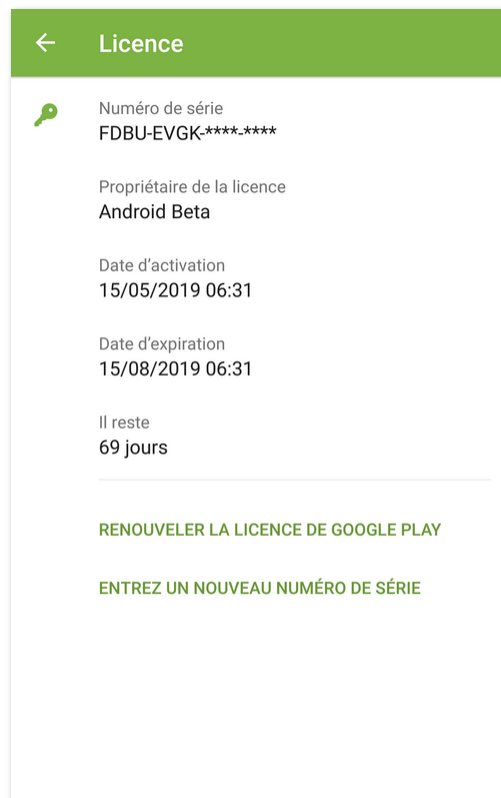 Licence
Numéro de série
FDBU-EVGK-****-****
Propriétaire de la licence
Android Beta
Date d’activation
15/05/2019 06:31
Date d’expiration
15/08/2019 06:31
Il reste
69 jours
RENOUVELER LA LICENCE DE GOOGLE PLAY
ENTREZ UN NOUVEAU NUMÉRO DE SÉRIE